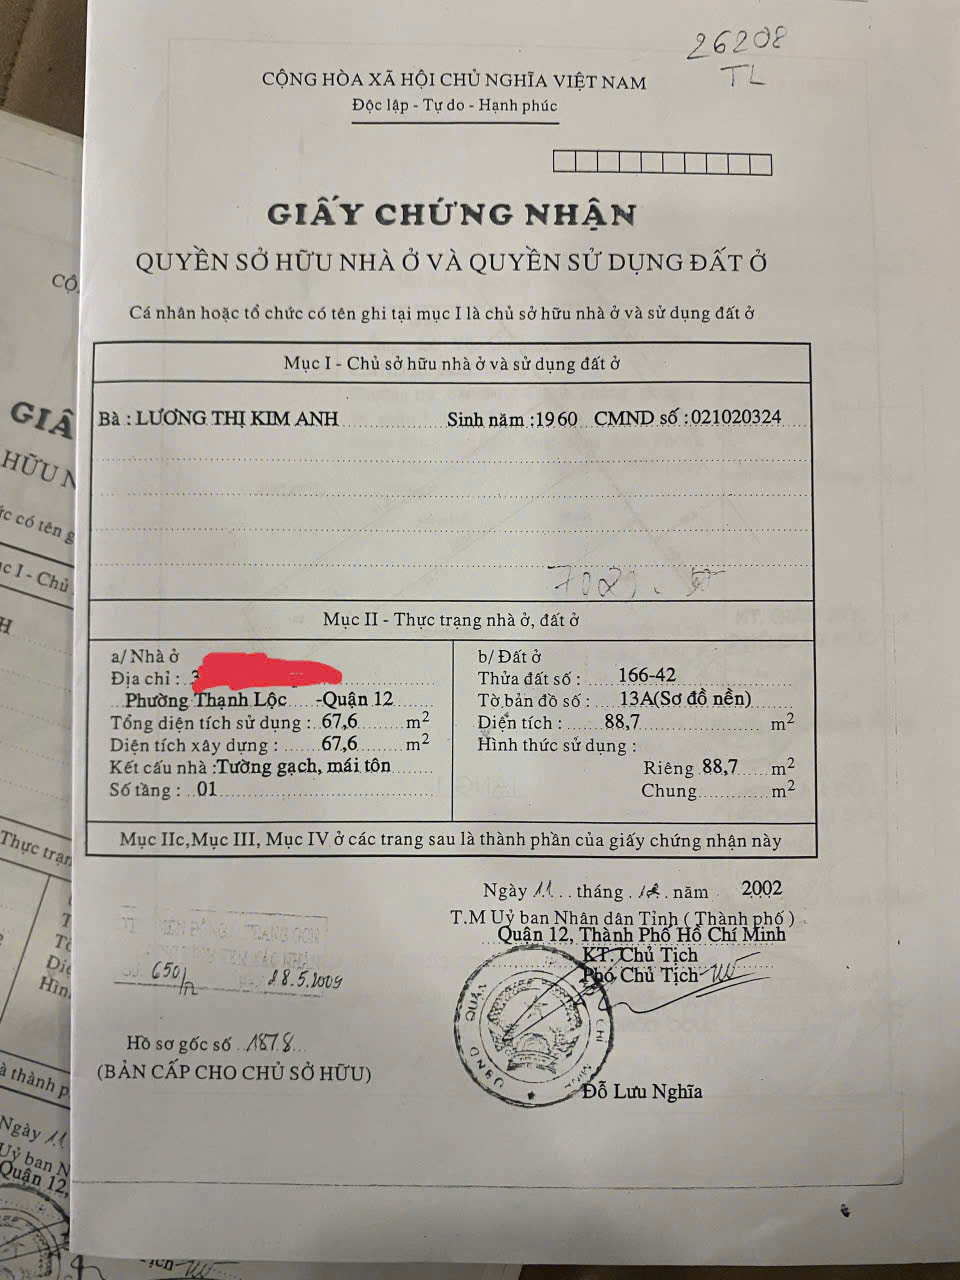 26208
TL
CỘNG HÒA XÃ HỘI CHỦ NGHĨA VIỆT NAM
Độc lập - Tự do - Hạnh phúc
GIẤY CHỨNG NHẬN
QUYỀN SỞ HỮU NHÀ Ở VÀ QUYỀN SỬ DỤNG ĐẤT Ở
Cá nhân hoặc tổ chức có tên ghi tại mục I là chủ sở hữu nhà ở và sử dụng đất ở
Mục I - Chủ sở hữu nhà ở và sử dụng đất ở
Bà : LƯƠNG THỊ KIM ANH Sinh năm :1960 CMND số :021020324
Mục II - Thực trạng nhà ở, đất ở
a/ Nhà ở
Địa chỉ :
Phường Thạnh Lộc -Quận 12
Tổng diện tích sử dụng : 67,6 m²
Diện tích xây dựng : 67,6 m²
Kết cấu nhà :Tường gạch, mái tôn
Số tầng : 01
b/ Đất ở
Thửa đất số : 166-42
Tờ bản đồ số : 13A(Sơ đồ nền)
Diện tích : 88,7 m²
Hình thức sử dụng :
Riêng 88,7 m²
Chung m²
Mục IIc,Mục III, Mục IV ở các trang sau là thành phần của giấy chứng nhận này
Ngày 11 tháng 12 năm 2002
T.M Uỷ ban Nhân dân Tỉnh ( Thành phố )
Quận 12, Thành Phố Hồ Chí Minh
KT. Chủ Tịch
Phó Chủ Tịch
650/ 28.5.2009
Hồ sơ gốc số 1878
(BẢN CẤP CHO CHỦ SỞ HỮU)
Đỗ Lưu Nghĩa